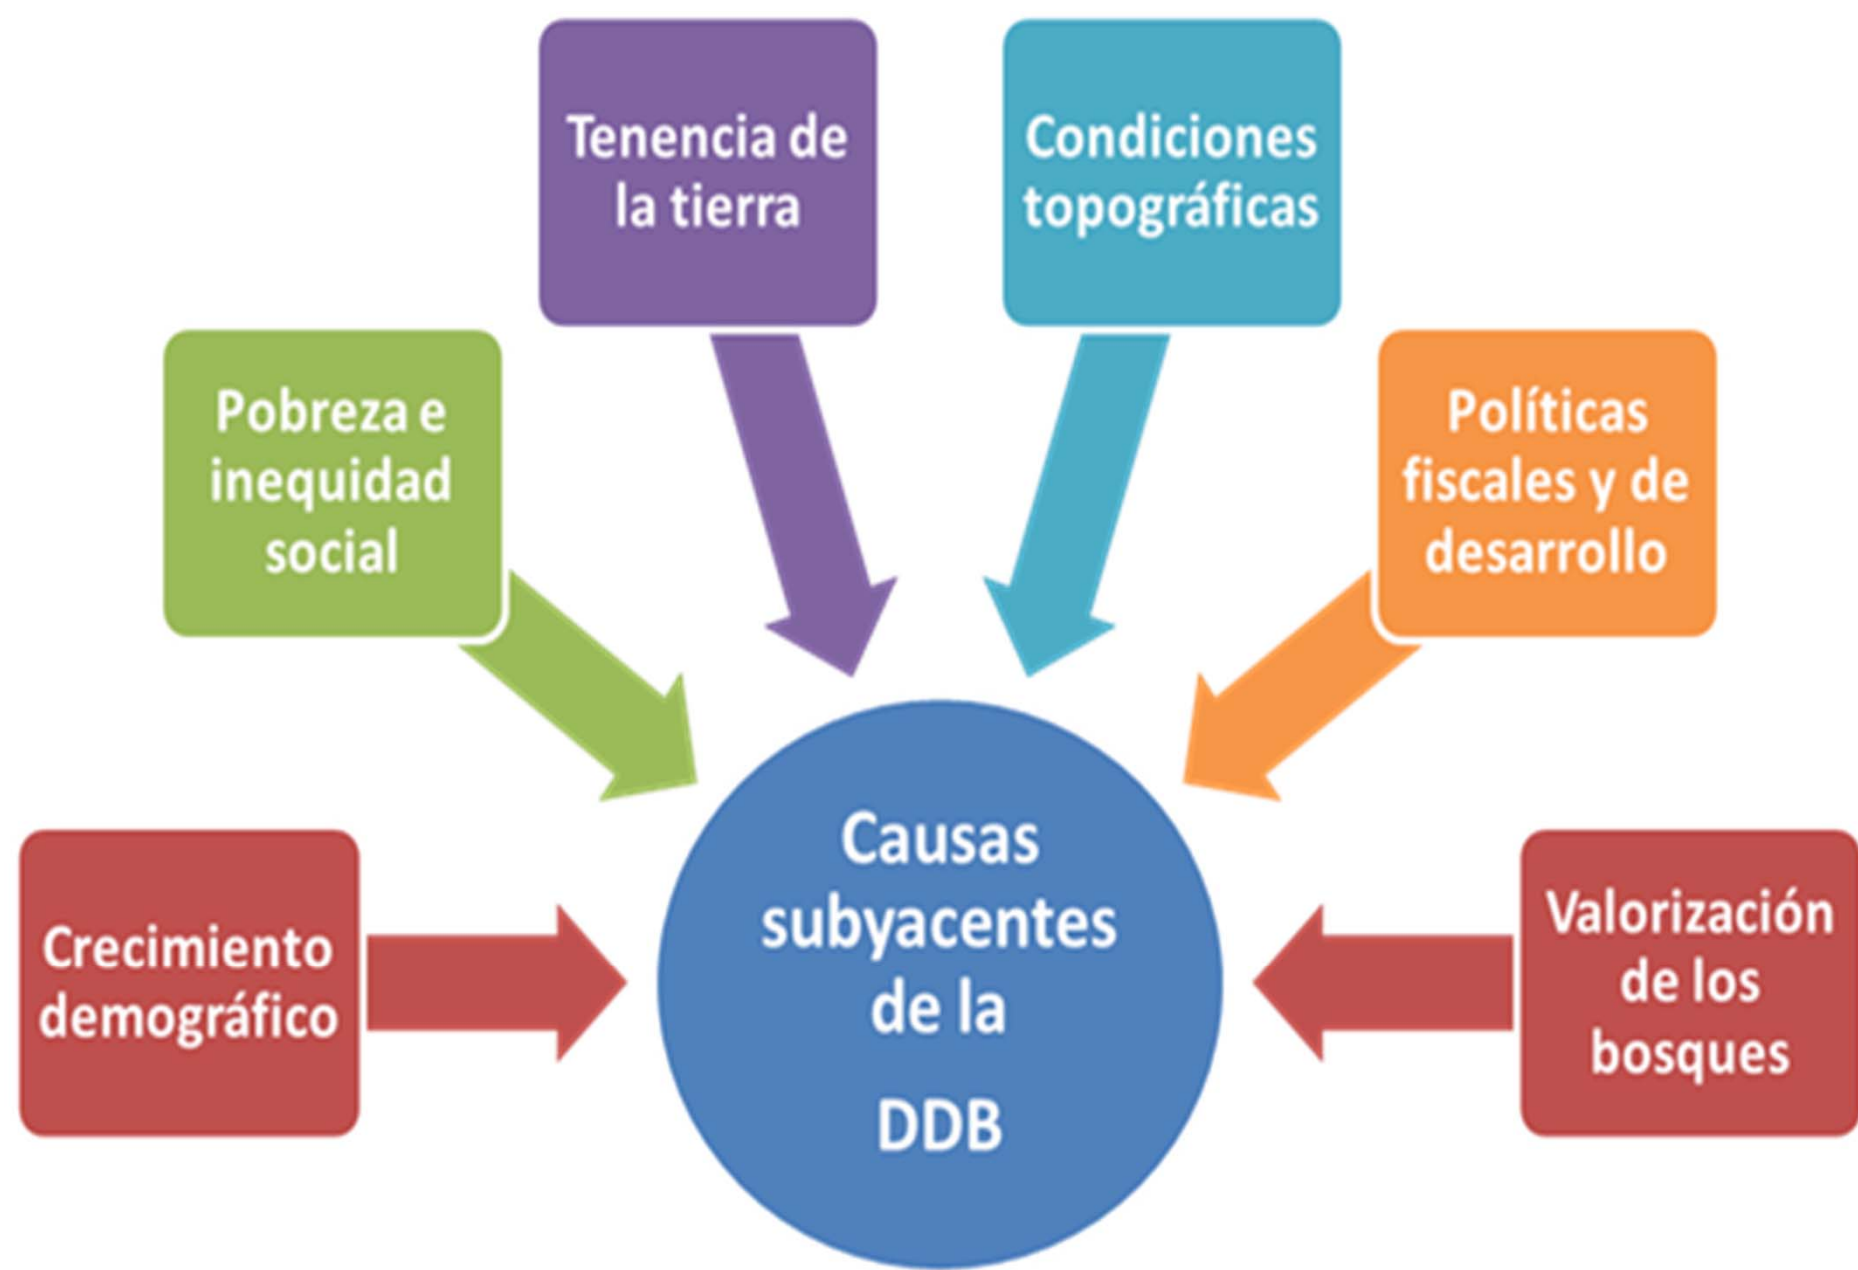 Tenencia de
la tierra
Condiciones
topográficas
Pobreza e
inequidad
social
Políticas
fiscales y de
desarrollo
Crecimiento
demográfico
Causas
subyacentes
de la
DDB
Valorización
de los
bosques